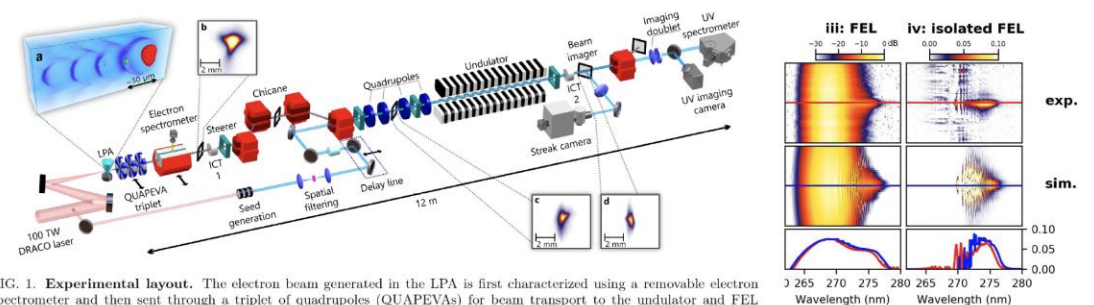 a
~30 μm
b
2 mm
Electron
spectrometer
LPA
QUAPEVA
triplet
Steerer
ICT
1
Chicane
Quadrupoles
Undulator
Beam
imager
ICT
2
Imaging
doublet
UV
spectrometer
UV imaging
camera
Streak camera
Delay line
Spatial
filtering
Seed
generation
100 TW
DRACO laser
12 m
c
2 mm
d
2 mm
iii: FEL
−30 −20 −10 0 dB
iv: isolated FEL
0.00 0.05 0.10
exp.
sim.
0.10
0.05
0.00
265 270 275 280
Wavelength (nm)
265 270 275 280
Wavelength (nm)
IG. 1. Experimental layout. The electron beam generated in the LPA is first characterized using a removable electron
pectrometer and then sent through a triplet of quadrupoles (QUAPEVAs) for beam transport to the undulator and FEL